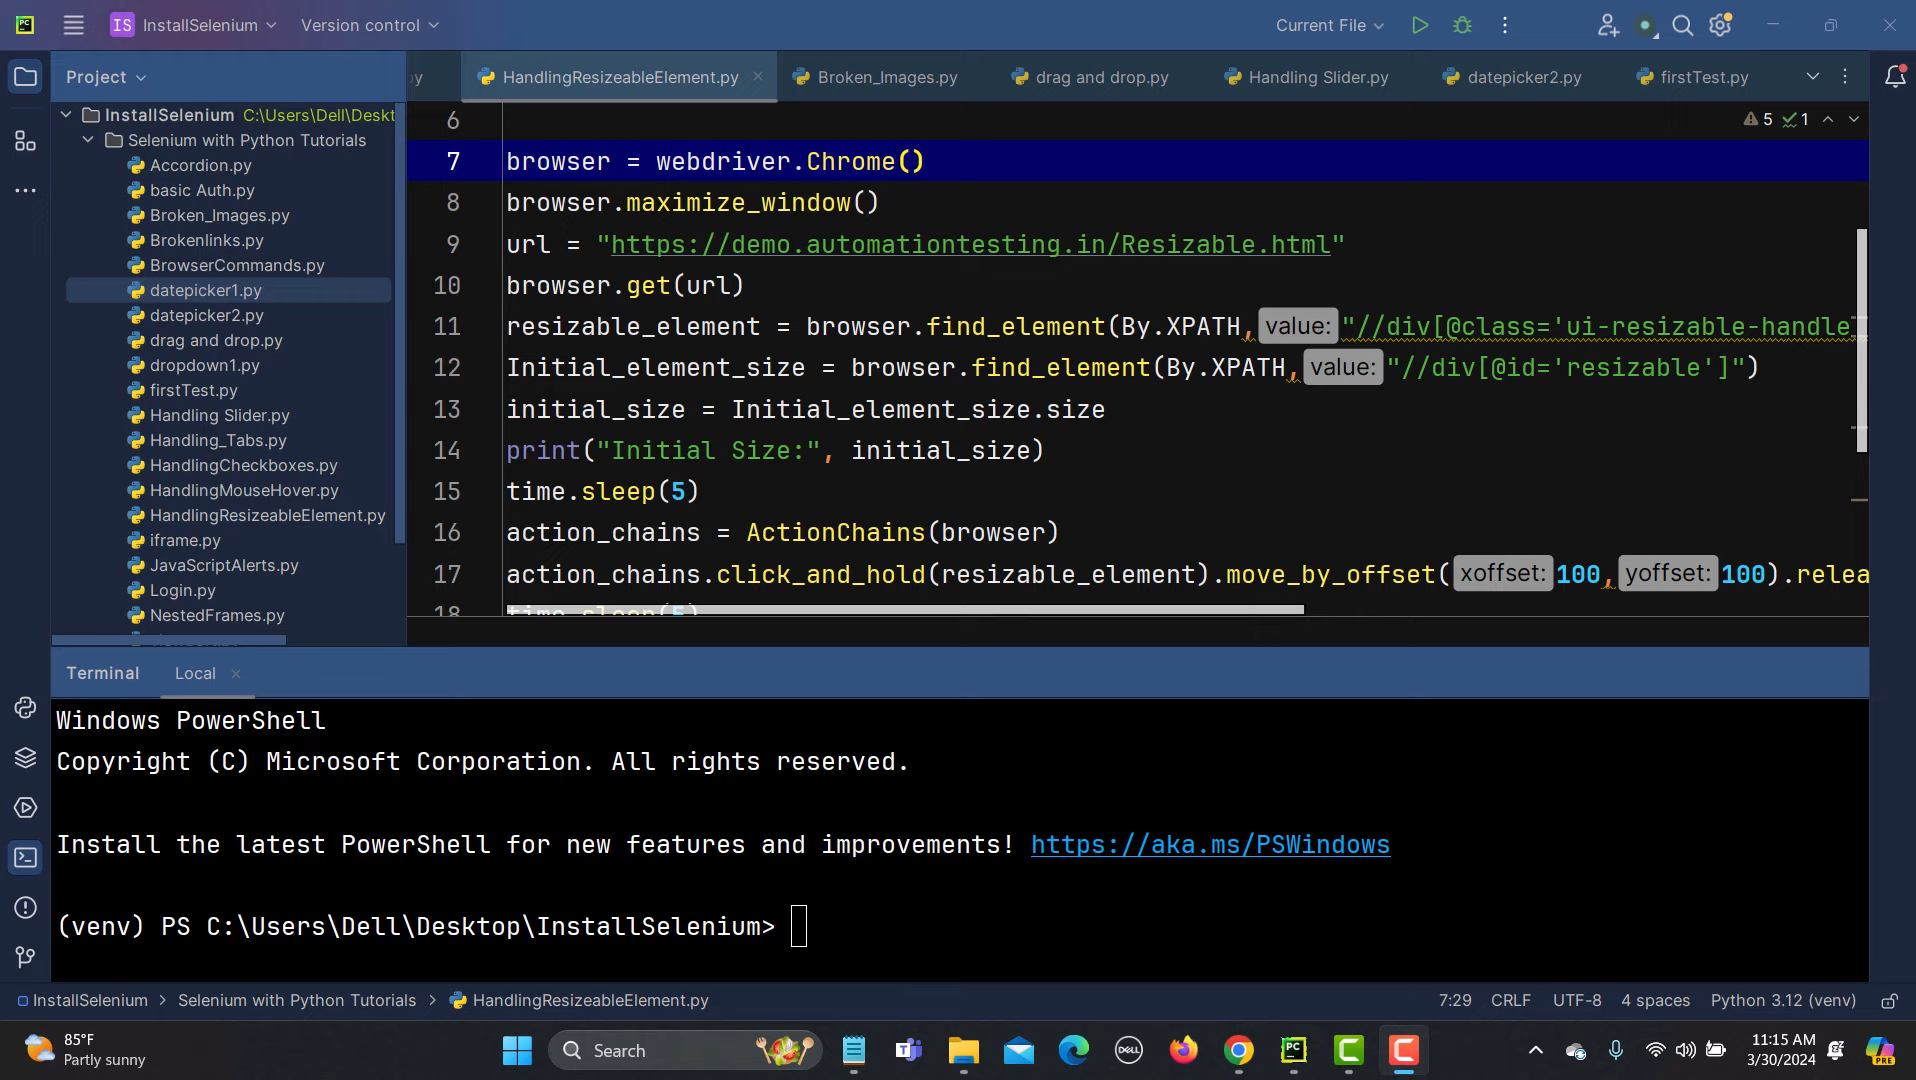 PC IS InstallSelenium Version control Current File
Project
py HandlingResizeableElement.py Broken_Images.py drag and drop.py Handling Slider.py datepicker2.py firstTest.py
InstallSelenium C:\Users\Dell\Deskt
Selenium with Python Tutorials
Accordion.py
basic Auth.py
Broken_Images.py
Brokenlinks.py
BrowserCommands.py
datepicker1.py
datepicker2.py
drag and drop.py
dropdown1.py
firstTest.py
Handling Slider.py
Handling_Tabs.py
HandlingCheckboxes.py
HandlingMouseHover.py
HandlingResizeableElement.py
iframe.py
JavaScriptAlerts.py
Login.py
NestedFrames.py
5 1
6
7 browser = webdriver.Chrome()
8 browser.maximize_window()
9 url = "https://demo.automationtesting.in/Resizable.html"
10 browser.get(url)
11 resizable_element = browser.find_element(By.XPATH, value: "//div[@class='ui-resizable-handle
12 Initial_element_size = browser.find_element(By.XPATH, value: "//div[@id='resizable']")
13 initial_size = Initial_element_size.size
14 print("Initial Size:", initial_size)
15 time.sleep(5)
16 action_chains = ActionChains(browser)
17 action_chains.click_and_hold(resizable_element).move_by_offset( xoffset: 100, yoffset: 100).relea
18 time.sleep(5)
Terminal Local
Windows PowerShell
Copyright (C) Microsoft Corporation. All rights reserved.
Install the latest PowerShell for new features and improvements! https://aka.ms/PSWindows
(venv) PS C:\Users\Dell\Desktop\InstallSelenium>
InstallSelenium > Selenium with Python Tutorials > HandlingResizeableElement.py 7:29 CRLF UTF-8 4 spaces Python 3.12 (venv)
85°F
Partly sunny
Search
DELL
PC
PRE
11:15 AM
3/30/2024